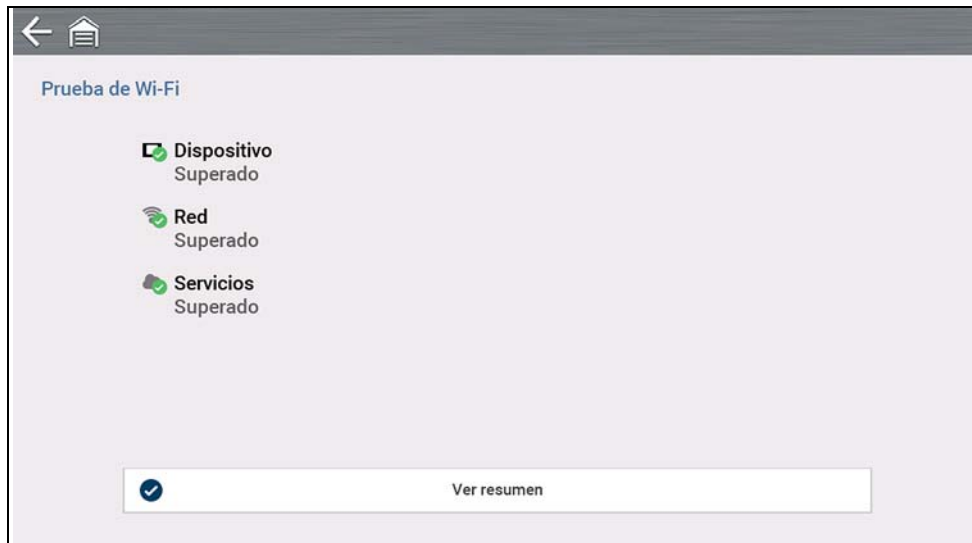 Prueba de Wi-Fi
Dispositivo
Superado
Red
Superado
Servicios
Superado
Ver resumen